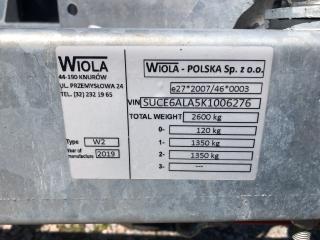 WIOLA
44-190 KNURÓW
UL. PRZEMYSŁOWA 24
TEL. (32) 232 19 65
Type W2
Year of manufacture 2019
WIOLA - POLSKA Sp. z o.o.
e27*2007/46*0003
VIN SUCE6ALA5K1006276
TOTAL WEIGHT 2600 kg
0- 120 kg
1- 1350 kg
2- 1350 kg
3- ---